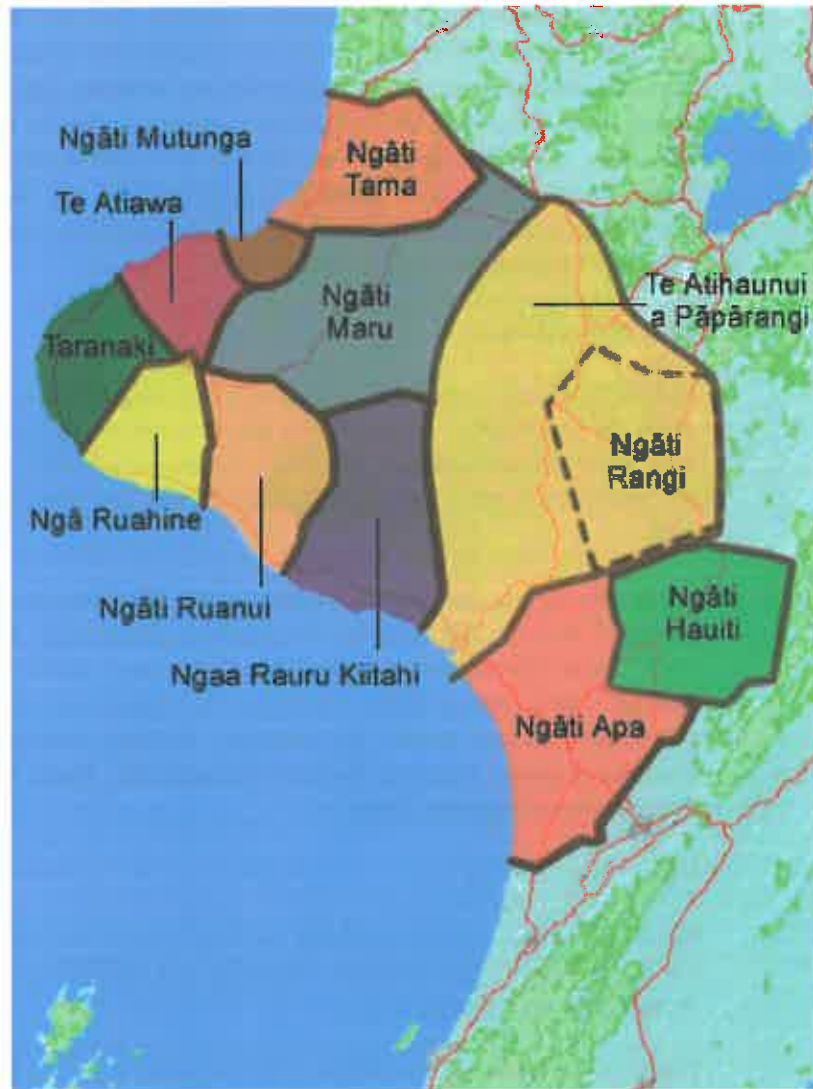 Ngāti Mutunga
Te Atiawa
Ngāti
Tama
Taranaki
Ngāti
Maru
Te Atihaunui
a Pāpārangi
Ngāti
Rangi
Ngā Ruahine
Ngāti Ruanui
Ngaa Rauru Kiitahi
Ngāti
Hauiti
Ngāti Apa